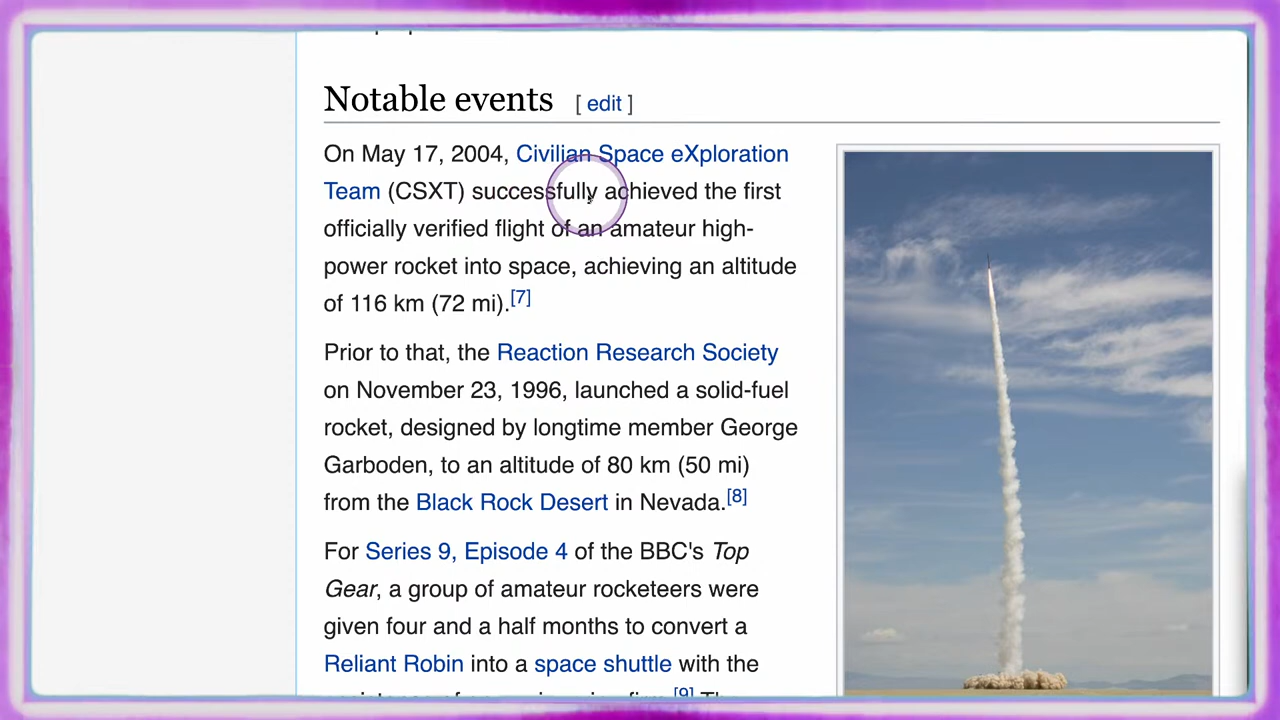 Notable events [ edit ]
On May 17, 2004, Civilian Space eXploration
Team (CSXT) successfully achieved the first
officially verified flight of an amateur high-
power rocket into space, achieving an altitude
of 116 km (72 mi).[7]
Prior to that, the Reaction Research Society
on November 23, 1996, launched a solid-fuel
rocket, designed by longtime member George
Garboden, to an altitude of 80 km (50 mi)
from the Black Rock Desert in Nevada.[8]
For Series 9, Episode 4 of the BBC's Top
Gear, a group of amateur rocketeers were
given four and a half months to convert a
Reliant Robin into a space shuttle with the